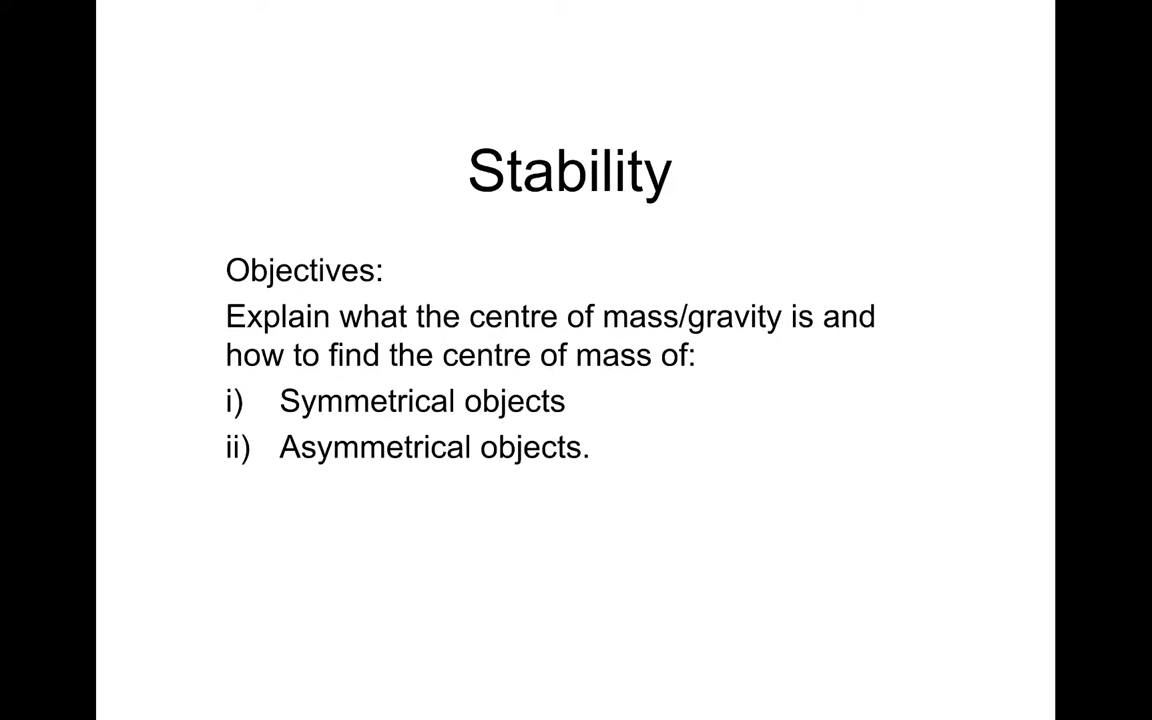 Stability
Objectives:
Explain what the centre of mass/gravity is and
how to find the centre of mass of:
i) Symmetrical objects
ii) Asymmetrical objects.